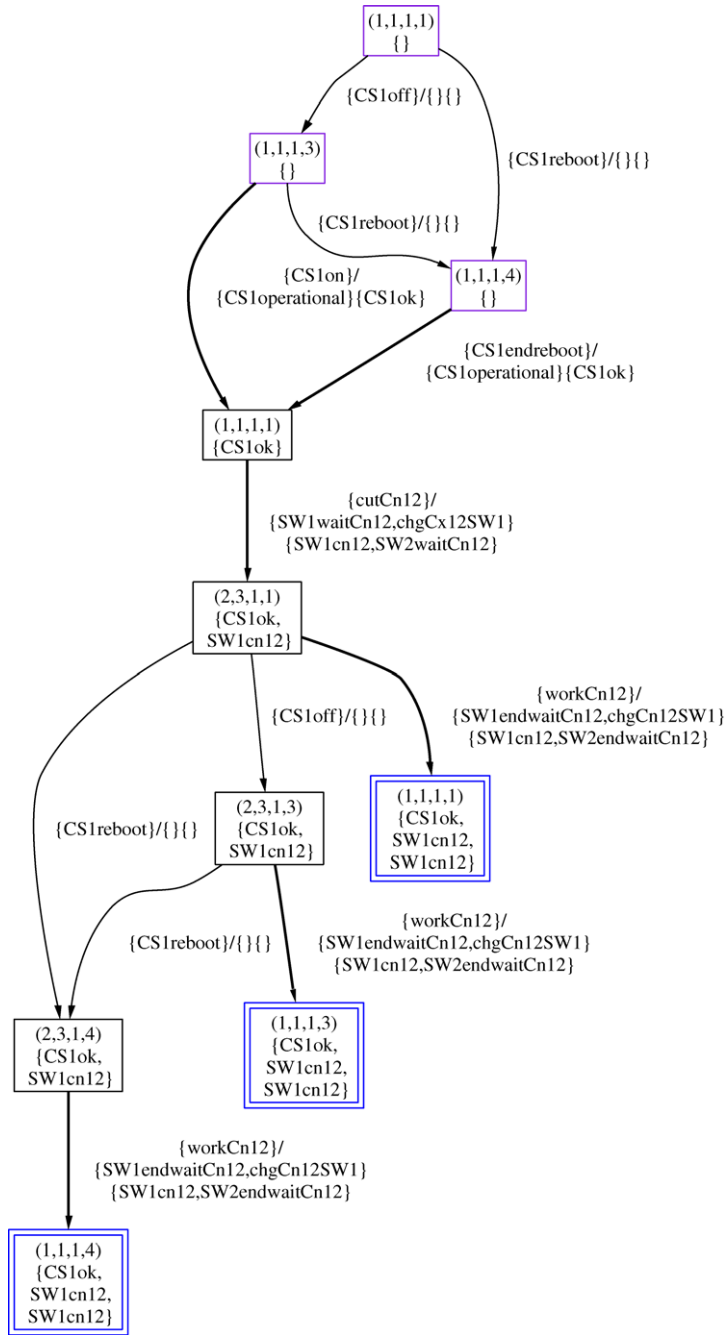 (1,1,1,1)
{}
{CS1off}/{}{}
(1,1,1,3)
{}
{CS1reboot}/{}{}
{CS1reboot}/{}{}
(1,1,1,4)
{}
{CS1on}/
{CS1operational}{CS1ok}
{CS1endreboot}/
{CS1operational}{CS1ok}
(1,1,1,1)
{CS1ok}
{cutCn12}/
{SW1waitCn12,chgCx12SW1}
{SW1cn12,SW2waitCn12}
(2,3,1,1)
{CS1ok,
SW1cn12}
{CS1off}/{}{}
{workCn12}/
{SW1endwaitCn12,chgCn12SW1}
{SW1cn12,SW2endwaitCn12}
(1,1,1,1)
{CS1ok,
SW1cn12,
SW1cn12}
(2,3,1,3)
{CS1ok,
SW1cn12}
{CS1reboot}/{}{}
{CS1reboot}/{}{}
{workCn12}/
{SW1endwaitCn12,chgCn12SW1}
{SW1cn12,SW2endwaitCn12}
(2,3,1,4)
{CS1ok,
SW1cn12}
(1,1,1,3)
{CS1ok,
SW1cn12,
SW1cn12}
{workCn12}/
{SW1endwaitCn12,chgCn12SW1}
{SW1cn12,SW2endwaitCn12}
(1,1,1,4)
{CS1ok,
SW1cn12,
SW1cn12}